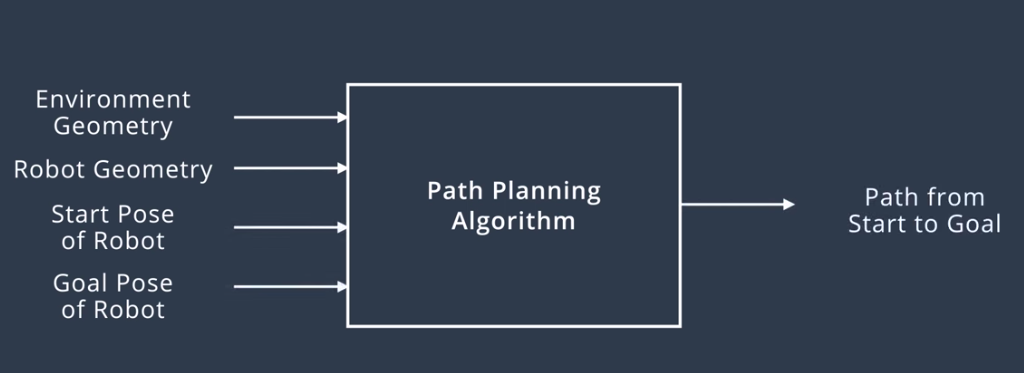 Environment
Geometry
Robot Geometry
Start Pose
of Robot
Goal Pose
of Robot
Path Planning
Algorithm
Path from
Start to Goal